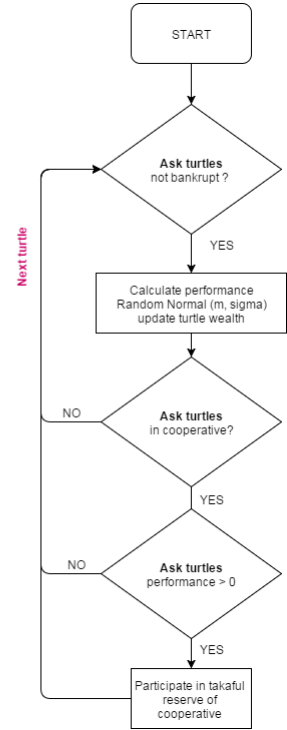 START
Ask turtles
not bankrupt ?
YES
Next turtle
Calculate performance
Random Normal (m, sigma)
update turtle wealth
Ask turtles
in cooperative?
NO
YES
Ask turtles
performance > 0
NO
YES
Participate in takaful
reserve of
cooperative